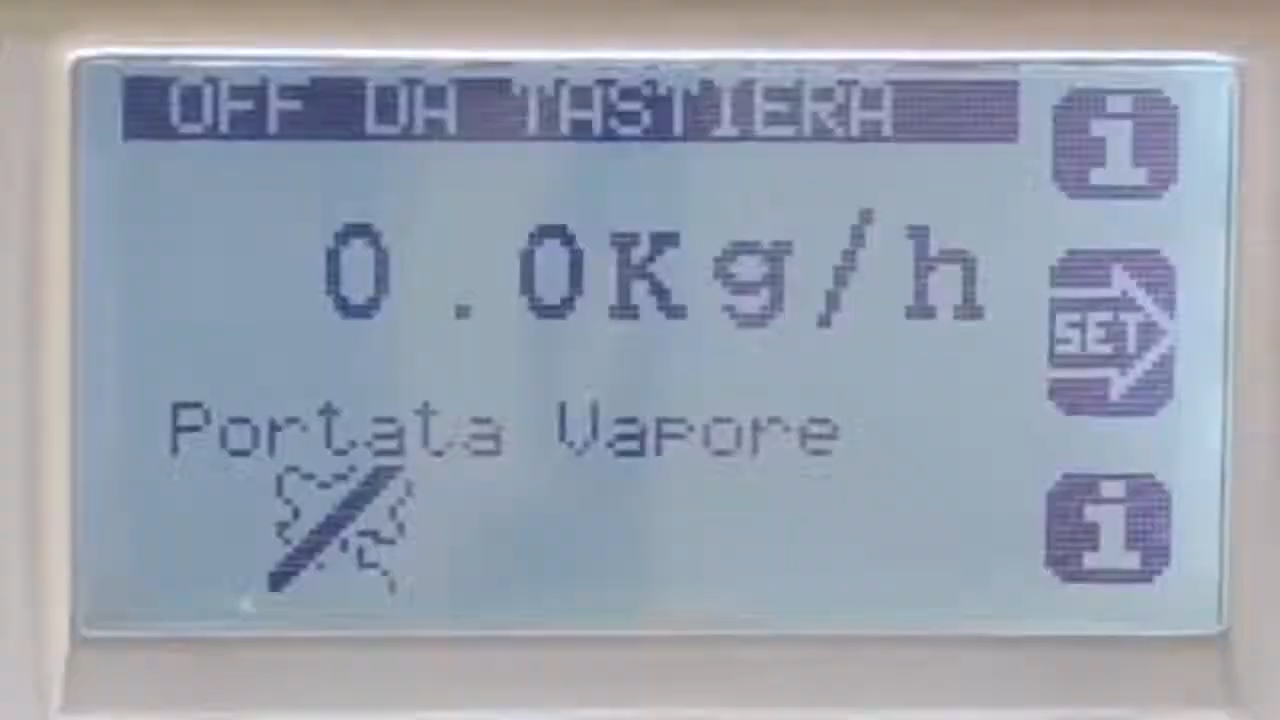 OFF DA TASTIERA
i
0.0Kg/h
SET
Portata Vapore
i